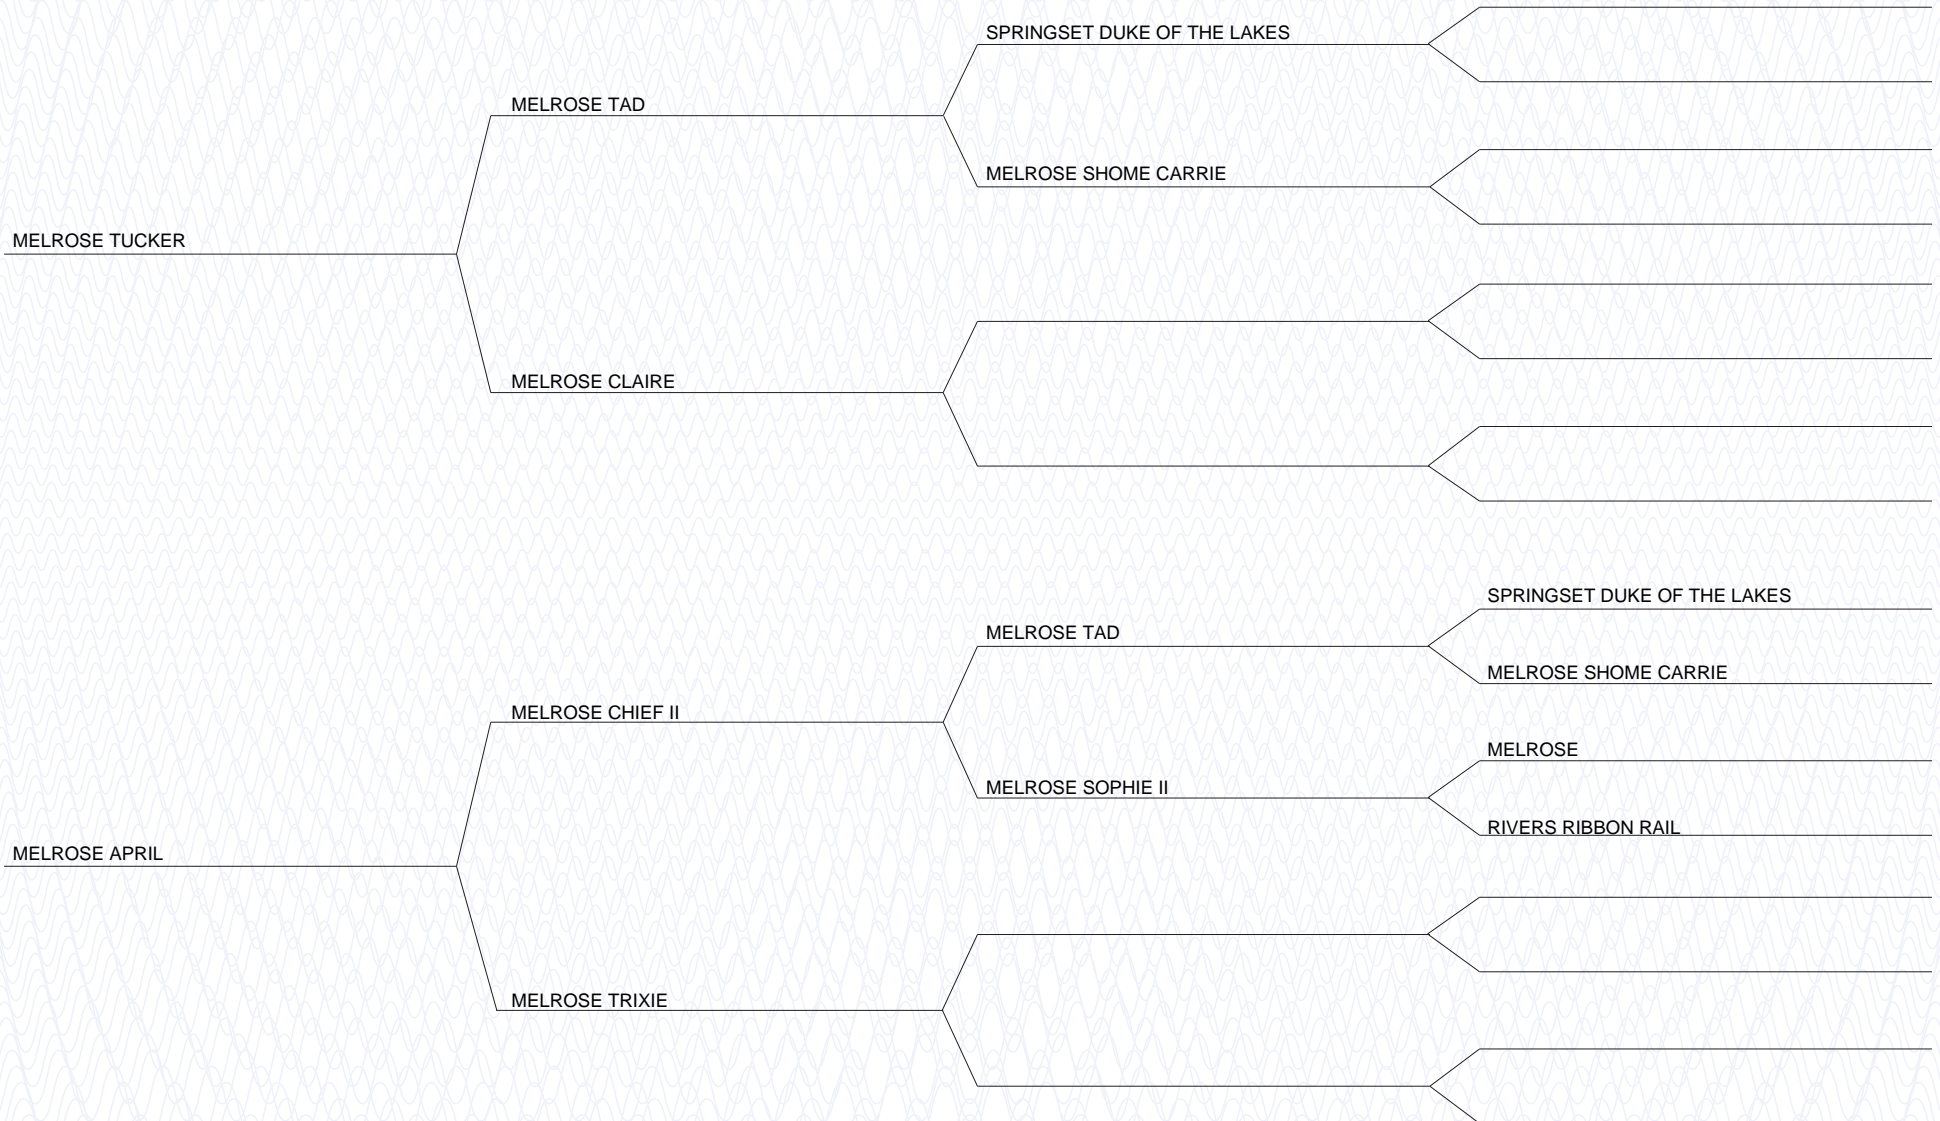 SPRINGSET DUKE OF THE LAKES
MELROSE TAD
MELROSE SHOME CARRIE
MELROSE TUCKER
MELROSE CLAIRE
SPRINGSET DUKE OF THE LAKES
MELROSE TAD
MELROSE SHOME CARRIE
MELROSE CHIEF II
MELROSE
MELROSE SOPHIE II
RIVERS RIBBON RAIL
MELROSE APRIL
MELROSE TRIXIE